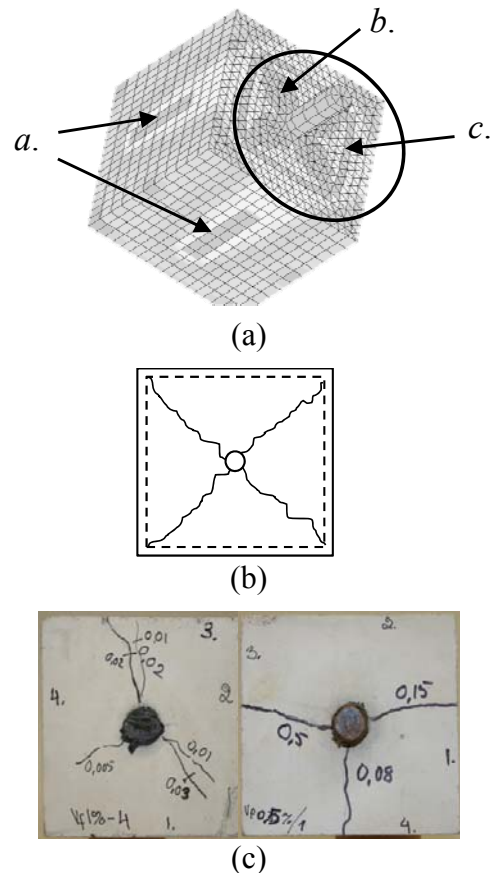 b.
a.
c.
(a)
(b)
0,01
3.
0,02
0,2
4.
2
0,005
0,01
0,03
Vf1%-4
1.
2.
3.
0,15
0,5
1.
0,08
4.
(c)